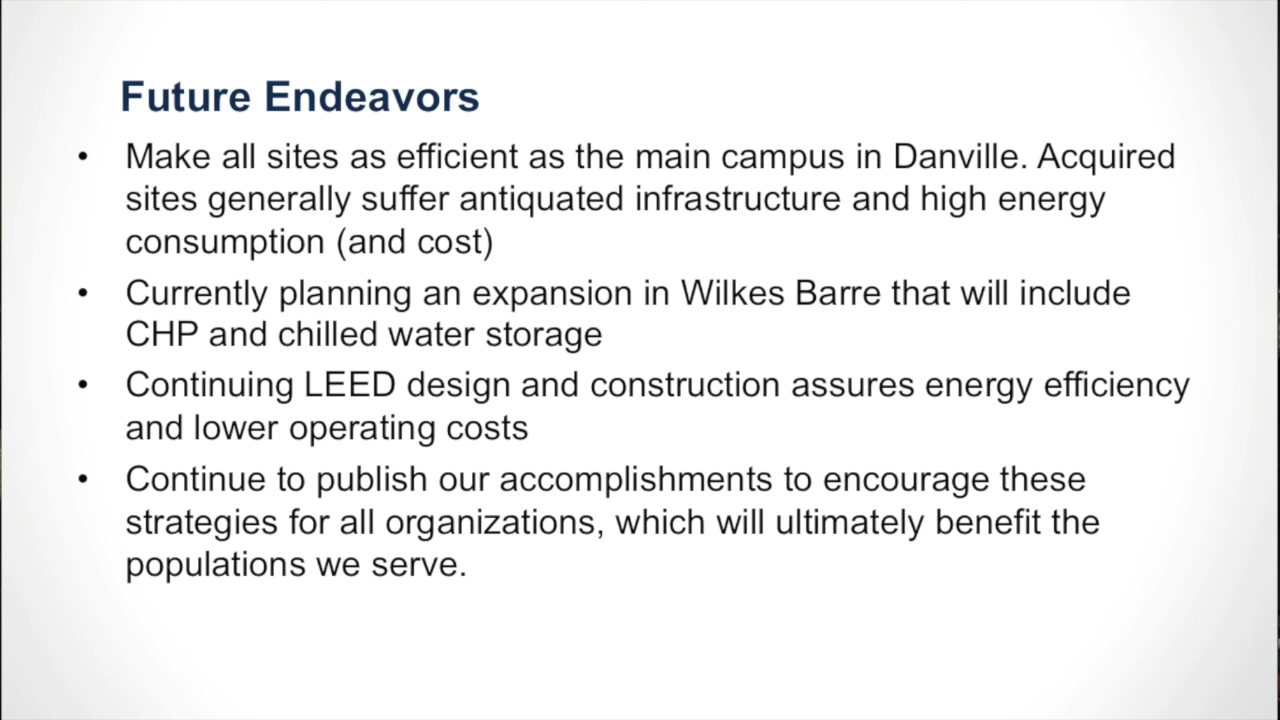 Future Endeavors
• Make all sites as efficient as the main campus in Danville. Acquired
sites generally suffer antiquated infrastructure and high energy
consumption (and cost)
• Currently planning an expansion in Wilkes Barre that will include
CHP and chilled water storage
• Continuing LEED design and construction assures energy efficiency
and lower operating costs
• Continue to publish our accomplishments to encourage these
strategies for all organizations, which will ultimately benefit the
populations we serve.